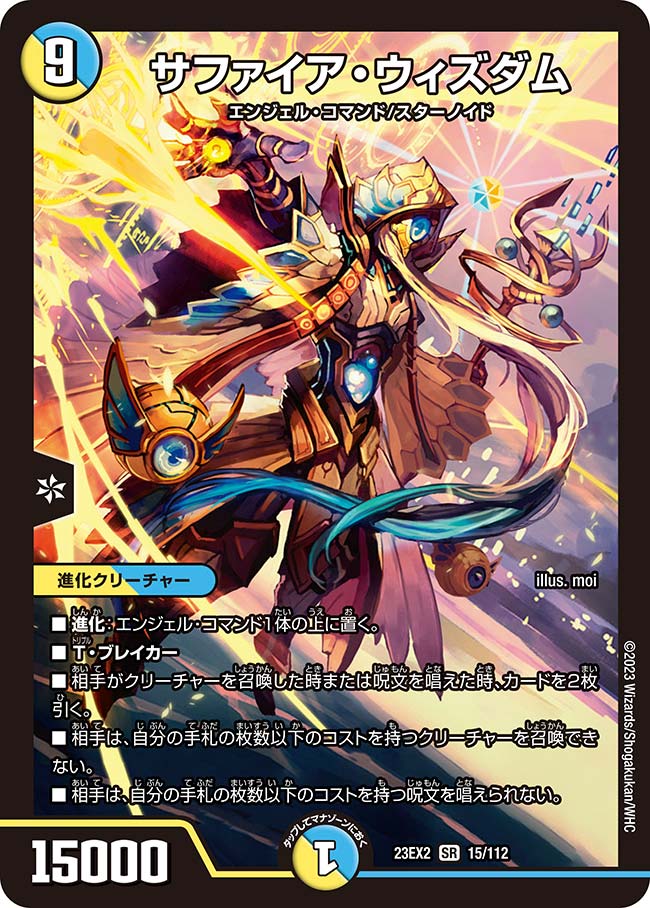 9
サファイア・ウィズダム
エンジェル・コマンド/スターノイド
進化クリーチャー
illus. moi
■進化:エンジェル・コマンド1体の上に置く。
■T・ブレイカー
■相手がクリーチャーを召喚した時または呪文を唱えた時、カードを2枚
引く。
■相手は、自分の手札の枚数以下のコストを持つクリーチャーを召喚でき
ない。
■相手は、自分の手札の枚数以下のコストを持つ呪文を唱えられない。
©2023 Wizards/Shogakukan/WHC
15000
タップしてマナゾーンにおく
1
23EX2 SR 15/112